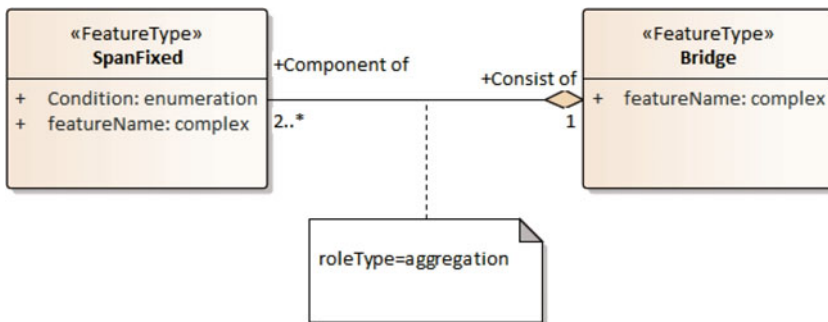 «FeatureType»
SpanFixed
+ Condition: enumeration
+ featureName: complex
+Component of
2..*
+Consist of
1
«FeatureType»
Bridge
+ featureName: complex
roleType=aggregation